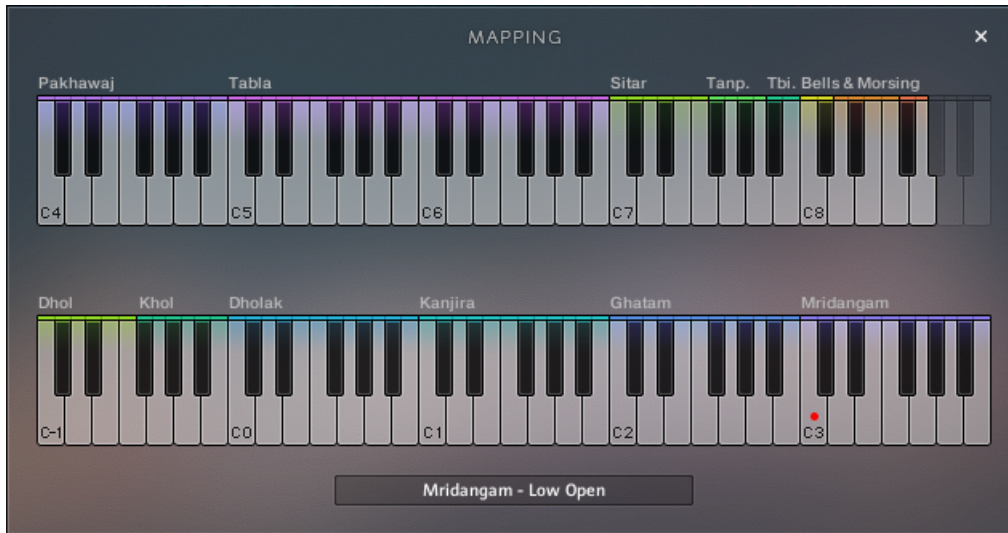 MAPPING
×
Pakhawaj Tabla Sitar Tanp. Tbi. Bells & Morsing
C4 C5 C6 C7 C8
Dhol Khol Dholak Kanjira Ghatam Mridangam
C-1 C0 C1 C2 C3
Mridangam - Low Open